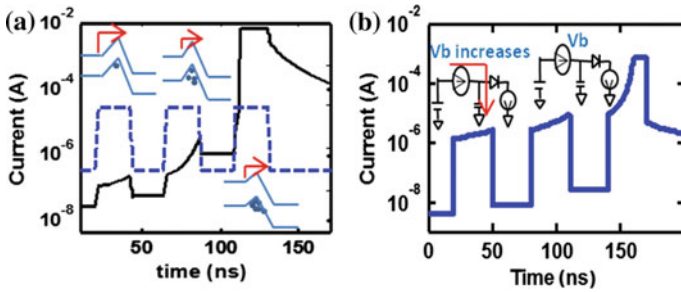 (a)
10⁻²
10⁻⁴
10⁻⁶
10⁻⁸
Current (A)
50
100
150
time (ns)
(b)
10⁻²
10⁻⁴
10⁻⁶
10⁻⁸
Current (A)
Vb increases
Vb
0
50
100
150
200
Time (ns)